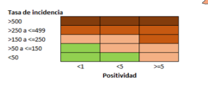 Tasa de incidencia
>500
>250 a <=499
>150 a <=250
>50 a <=150
<50
<1 <5 >=5
Positividad